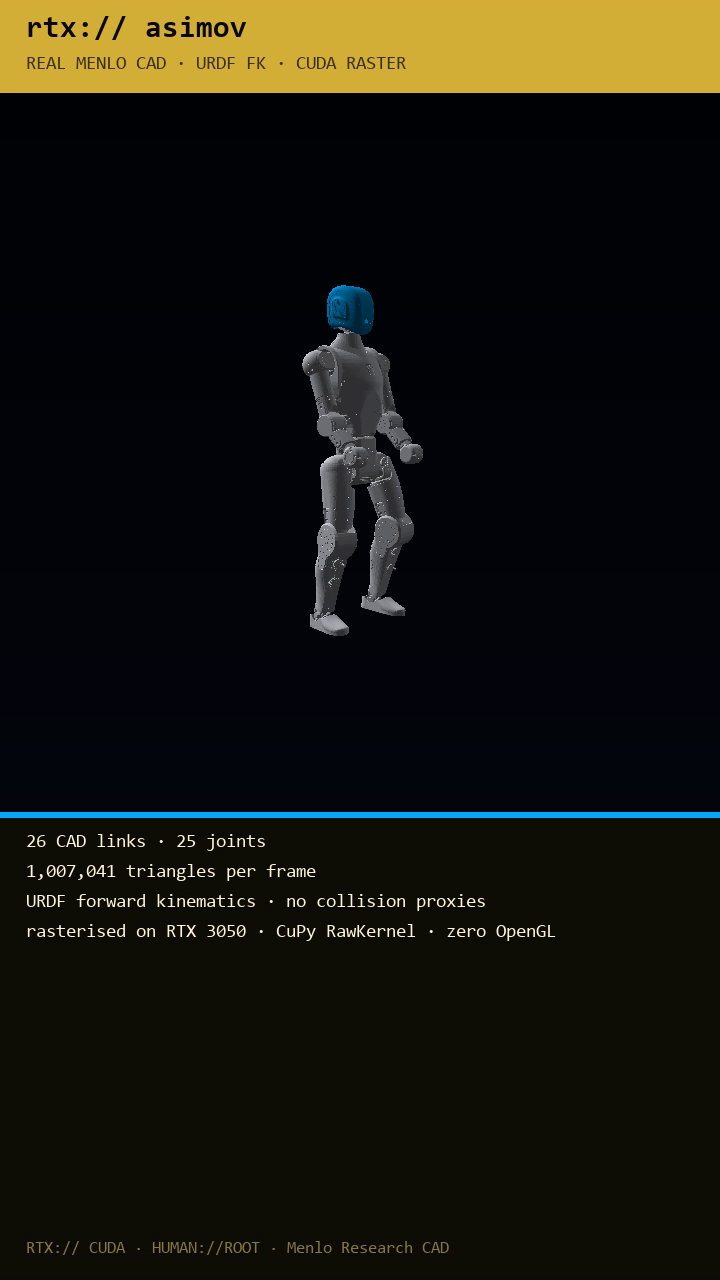 rtx:// asimov
REAL MENLO CAD · URDF FK · CUDA RASTER
26 CAD links · 25 joints
1,007,041 triangles per frame
URDF forward kinematics · no collision proxies
rasterised on RTX 3050 · CuPy RawKernel · zero OpenGL
RTX:// CUDA · HUMAN://ROOT · Menlo Research CAD